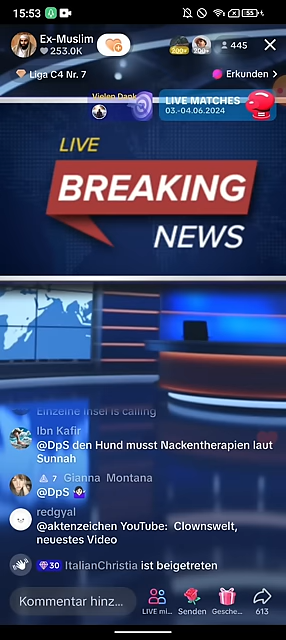 15:53
35
Ex-Muslim
253.0K
200+
200+
445
Liga C4 Nr. 7
Erkunden
Vielen Dank
LIVE MATCHES
03.-04.06.2024
LIVE
BREAKING
NEWS
Einzelne Insel is calling
Ibn Kafir
@DpS den Hund musst Nackentherapien laut
Sunnah
7 Gianna Montana
@DpS
redgyal
@aktenzeichen YouTube: Clownswelt,
neuestes Video
30 ItalianChristia ist beigetreten
Kommentar hinz...
LIVE mi...
Senden
Gesche...
613